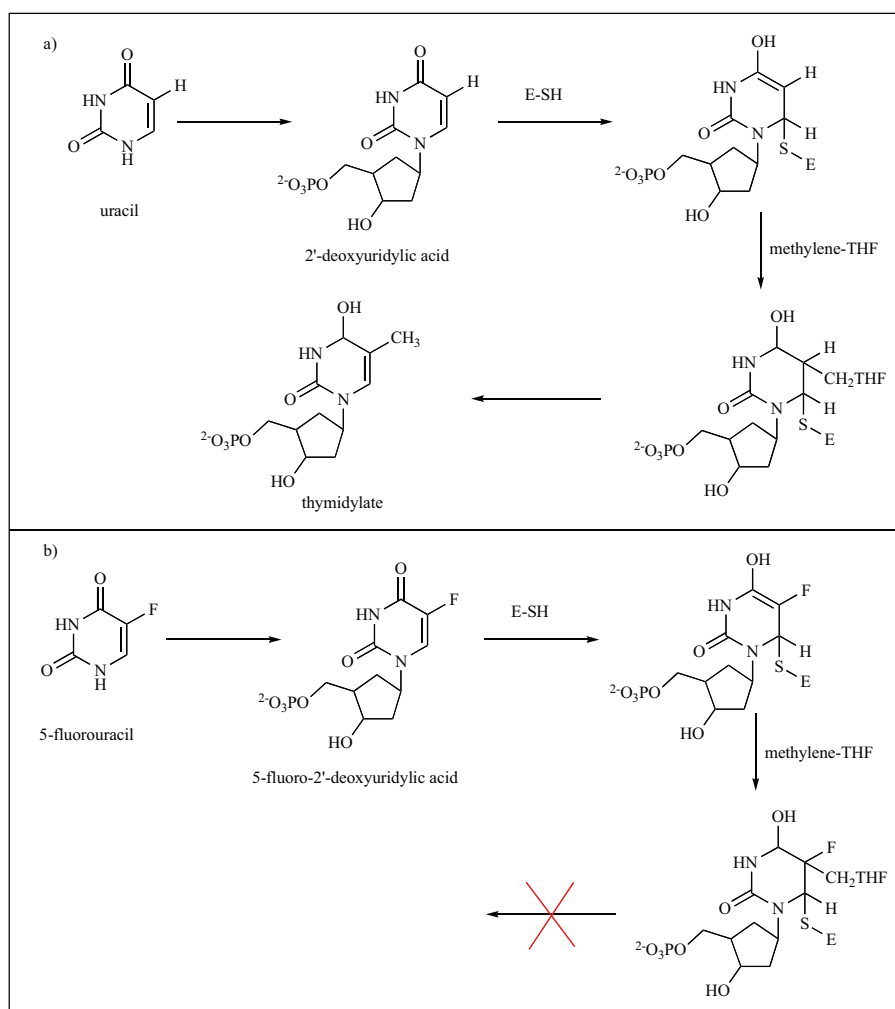 a)
O
H
HN
O
N
H
uracil
O
H
HN
O
N
2-O3PO
HO
2'-deoxyuridylic acid
E-SH
OH
H
HN
O
N
H
S
E
2-O3PO
HO
methylene-THF
OH
H
HN
CH2THF
O
N
H
S
E
2-O3PO
HO
OH
CH3
HN
O
N
2-O3PO
HO
thymidylate
b)
O
F
HN
O
N
H
5-fluorouracil
O
F
HN
O
N
2-O3PO
HO
5-fluoro-2'-deoxyuridylic acid
E-SH
OH
F
HN
O
N
H
S
E
2-O3PO
HO
methylene-THF
OH
F
HN
CH2THF
O
N
H
S
E
2-O3PO
HO